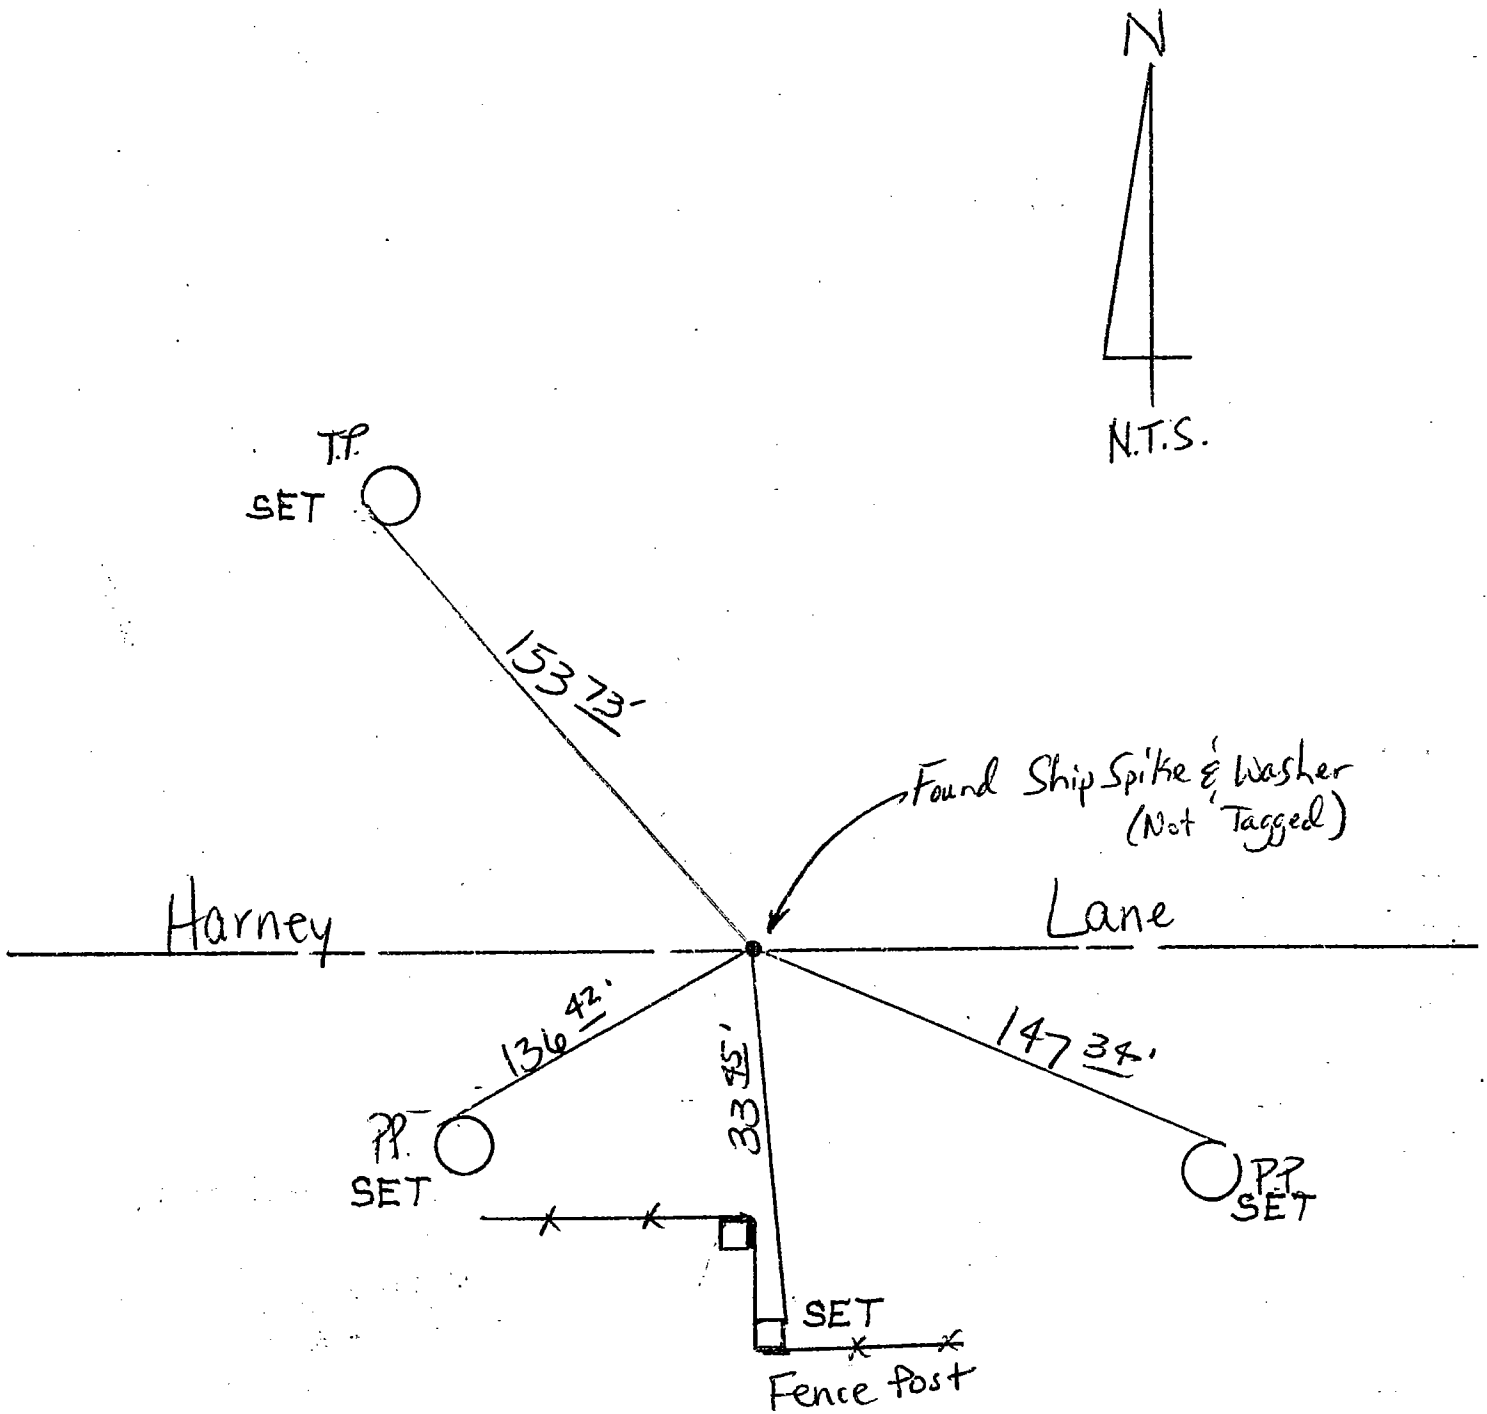 N
N.T.S.
T.P.
SET
153 73'
Found Ship Spike & Washer
(Not Tagged)
Harney Lane
136 42'
33 45'
147 34'
P.P.
SET
P.P.
SET
SET
Fence Post